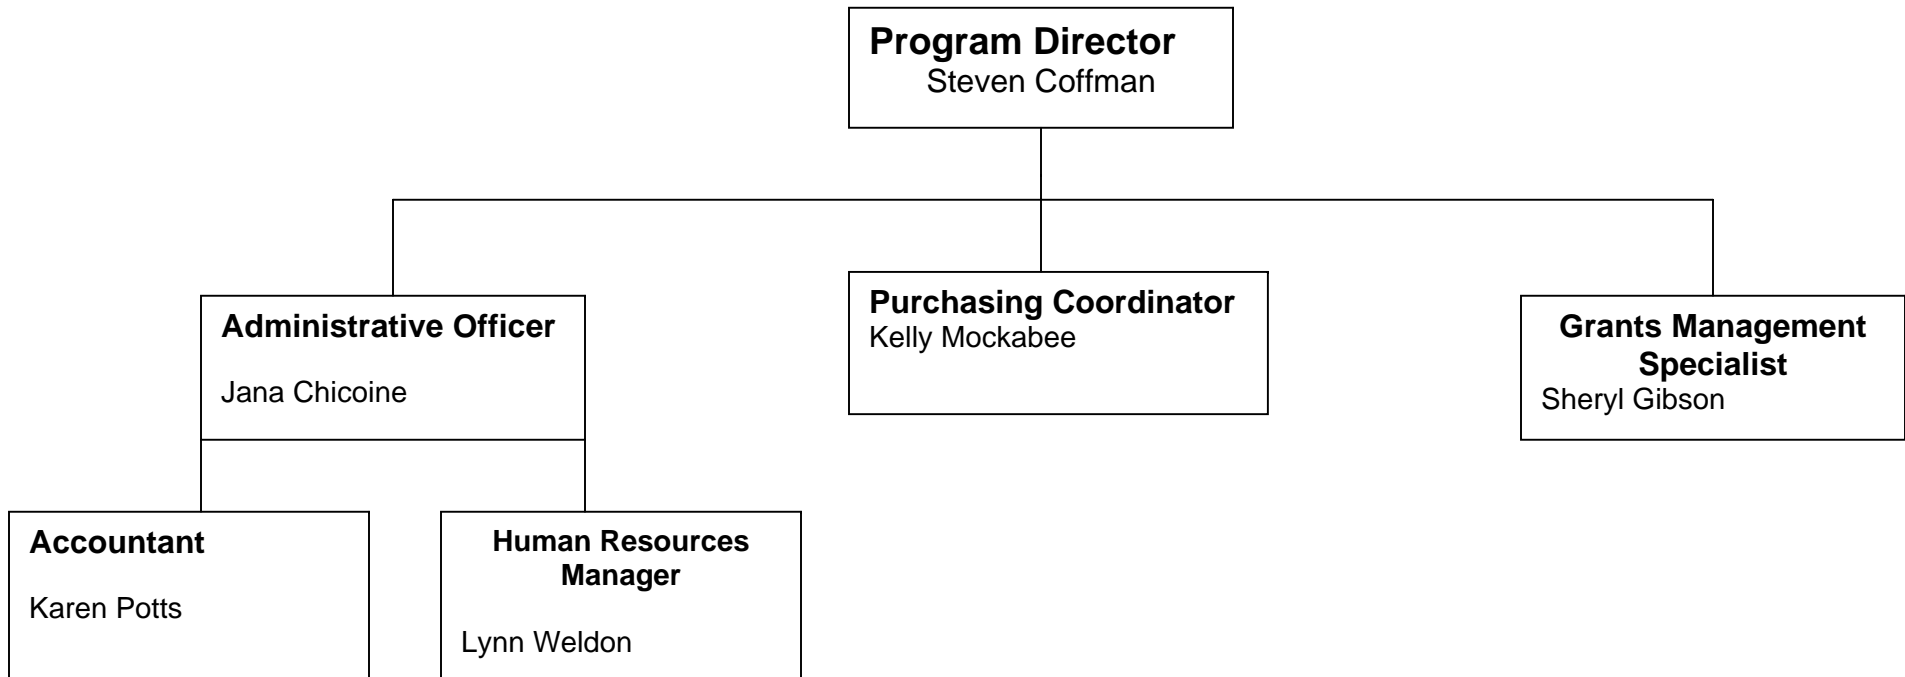 Program Director
Steven Coffman
Administrative Officer
Jana Chicoine
Purchasing Coordinator
Kelly Mockabee
Grants Management
Specialist
Sheryl Gibson
Accountant
Karen Potts
Human Resources
Manager
Lynn Weldon